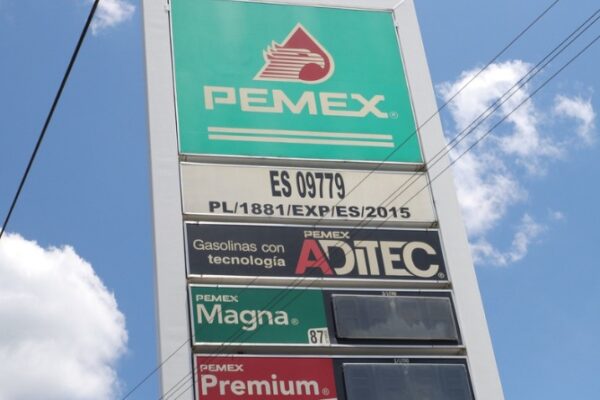 PEMEX®
ES 09779
PL/1881/EXP/ES/2015
Gasolinas con
tecnología
PEMEX
ADITEC®
PEMEX
Magna®
87
PEMEX
Premium®